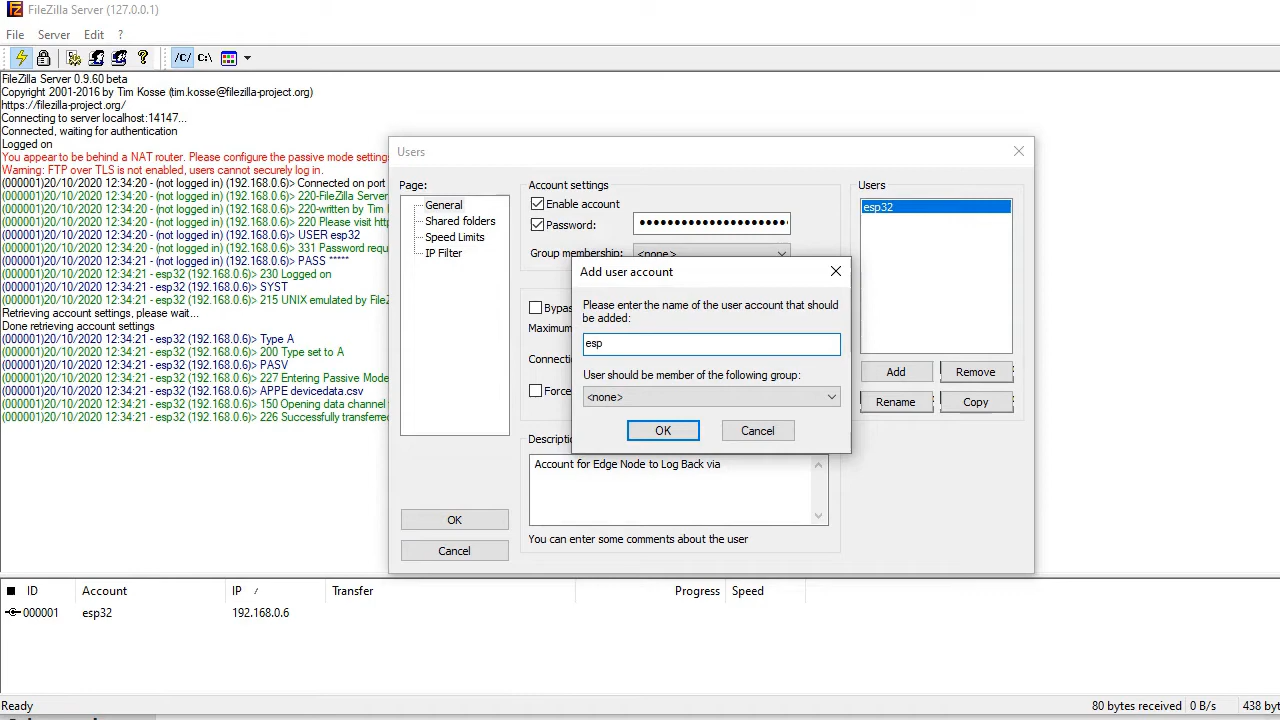 FileZilla Server (127.0.0.1)
File Server Edit ?
/C/ C:\
FileZilla Server 0.9.60 beta
Copyright 2001-2016 by Tim Kosse (tim.kosse@filezilla-project.org)
https://filezilla-project.org/
Connecting to server localhost:14147...
Connected, waiting for authentication
Logged on
You appear to be behind a NAT router. Please configure the passive mode settings
Warning: FTP over TLS is not enabled, users cannot securely log in.
(000001)20/10/2020 12:34:20 - (not logged in) (192.168.0.6)> Connected on port
(000001)20/10/2020 12:34:20 - (not logged in) (192.168.0.6)> 220-FileZilla Server
(000001)20/10/2020 12:34:20 - (not logged in) (192.168.0.6)> 220-written by Tim
(000001)20/10/2020 12:34:20 - (not logged in) (192.168.0.6)> 220 Please visit
(000001)20/10/2020 12:34:20 - (not logged in) (192.168.0.6)> USER esp32
(000001)20/10/2020 12:34:20 - (not logged in) (192.168.0.6)> 331 Password
(000001)20/10/2020 12:34:21 - (not logged in) (192.168.0.6)> PASS *****
(000001)20/10/2020 12:34:21 - esp32 (192.168.0.6)> 230 Logged on
(000001)20/10/2020 12:34:21 - esp32 (192.168.0.6)> SYST
(000001)20/10/2020 12:34:21 - esp32 (192.168.0.6)> 215 UNIX emulated by
Retrieving account settings, please wait...
Done retrieving account settings
(000001)20/10/2020 12:34:21 - esp32 (192.168.0.6)> Type A
(000001)20/10/2020 12:34:21 - esp32 (192.168.0.6)> 200 Type set to A
(000001)20/10/2020 12:34:21 - esp32 (192.168.0.6)> PASV
(000001)20/10/2020 12:34:21 - esp32 (192.168.0.6)> 227 Entering Passive Mode
(000001)20/10/2020 12:34:21 - esp32 (192.168.0.6)> APPE devicedata.csv
(000001)20/10/2020 12:34:21 - esp32 (192.168.0.6)> 150 Opening data channel
(000001)20/10/2020 12:34:21 - esp32 (192.168.0.6)> 226 Successfully transferred
Users
Page:
General
Shared folders
Speed Limits
IP Filter
OK
Cancel
Account settings
Enable account
Password:
Group membership: <none>
Bypas
Maximum
Connectio
Force
Descriptio
Account for Edge Node to Log Back via
You can enter some comments about the user
Users
esp32
Add Remove
Rename Copy
Add user account
Please enter the name of the user account that should
be added:
esp
User should be member of the following group:
<none>
OK Cancel
ID Account IP Transfer Progress Speed
000001 esp32 192.168.0.6
Ready 80 bytes received 0 B/s 438 byt